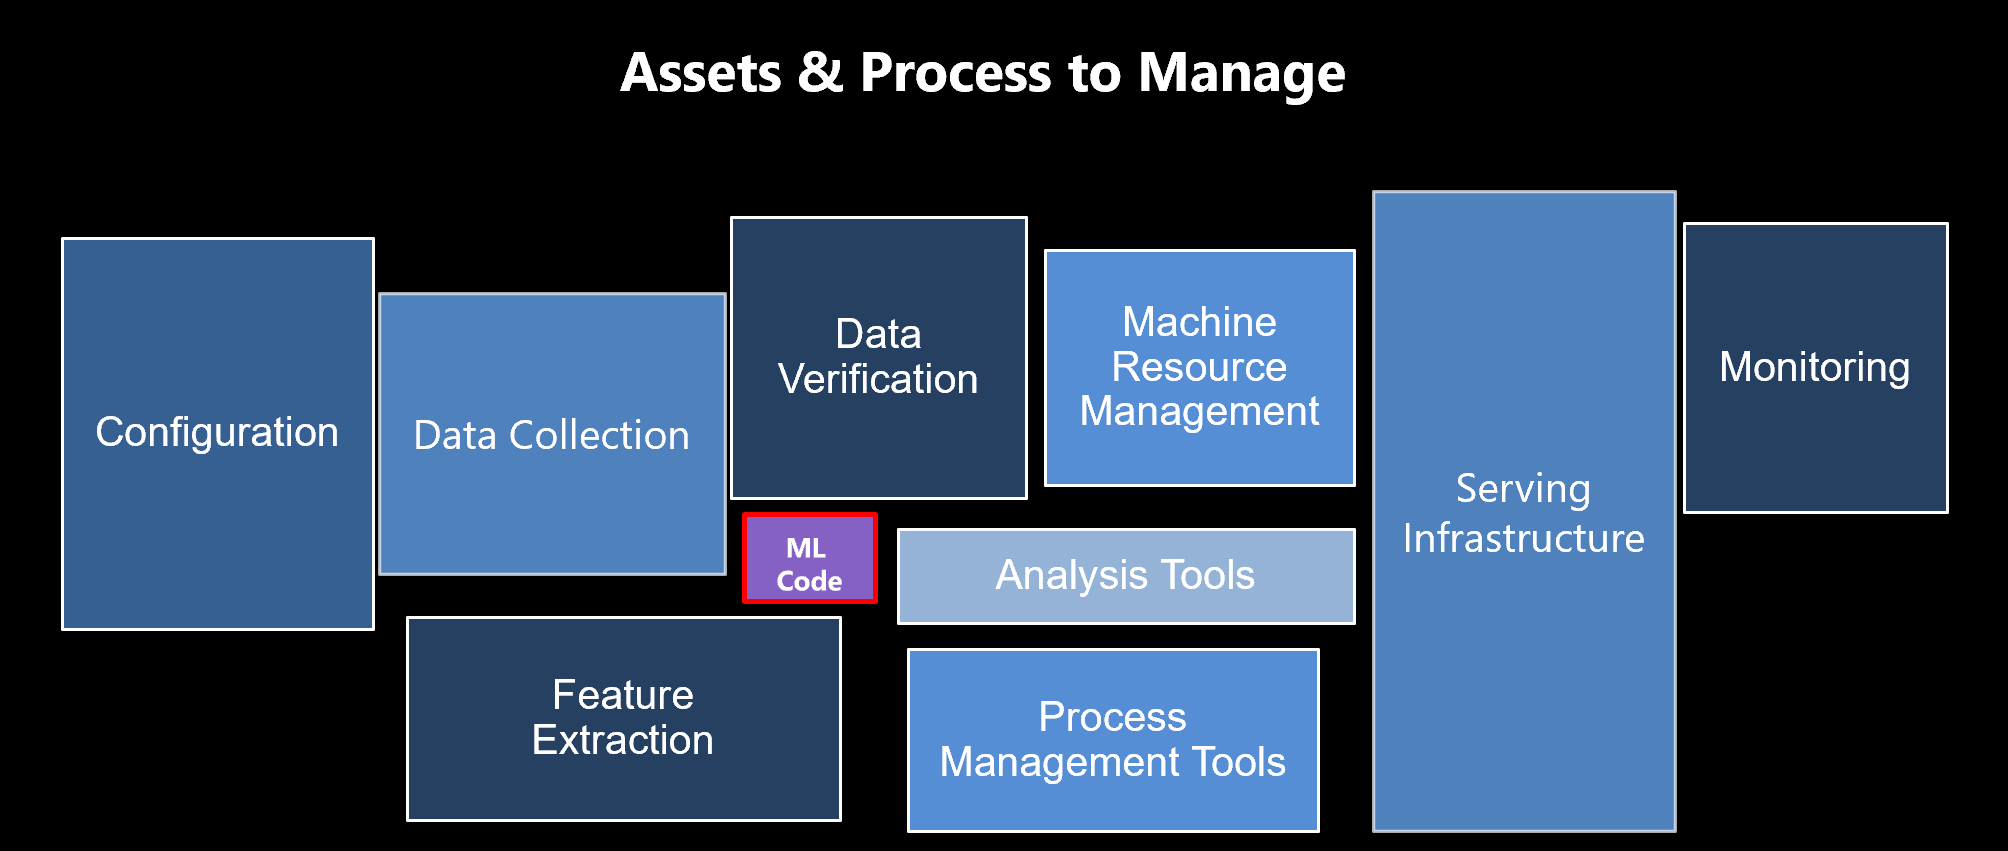 Assets & Process to Manage
Configuration
Data Collection
Data
Verification
Machine
Resource
Management
Serving
Infrastructure
Monitoring
ML
Code
Analysis Tools
Feature
Extraction
Process
Management Tools